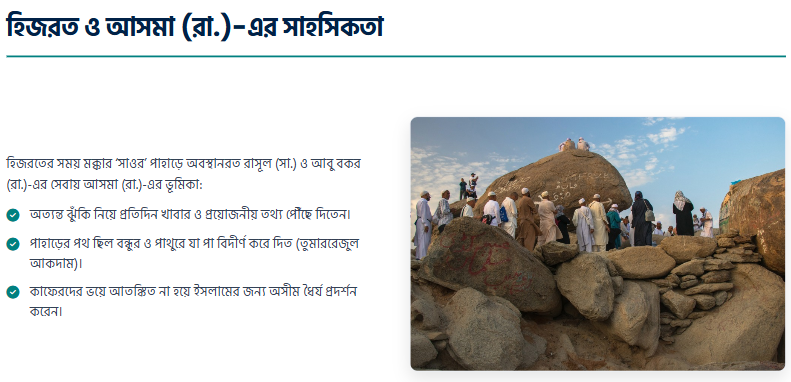 হিজরত ও আসমা (রা.)-এর সাহসিকতা
হিজরতের সময় মক্কার 'সাওর' পাহাড়ে অবস্থানরত রাসূল (সা.) ও আবু বকর
(রা.)-এর সেবায় আসমা (রা.)-এর ভূমিকা:
অত্যন্ত ঝুঁকি নিয়ে প্রতিদিন খাবার ও প্রয়োজনীয় তথ্য পৌঁছে দিতেন।
পাহাড়ের পথ ছিল বন্ধুর ও পাথুরে যা পা বিদীর্ণ করে দিত (তুমাররেজুল
আকদাম)।
কাফেরদের ভয়ে আতঙ্কিত না হয়ে ইসলামের জন্য অসীম ধৈর্য প্রদর্শন
করেন।